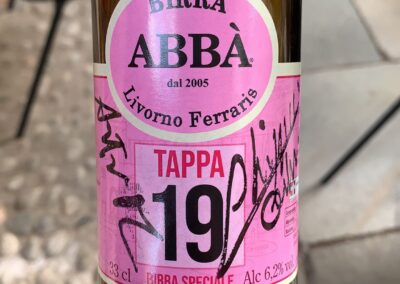 BIRRA
ABBÀ
dal 2005
Livorno Ferraris
TAPPA
19
33 cl
BIRRA SPECIALE
Alc 6,2% vol